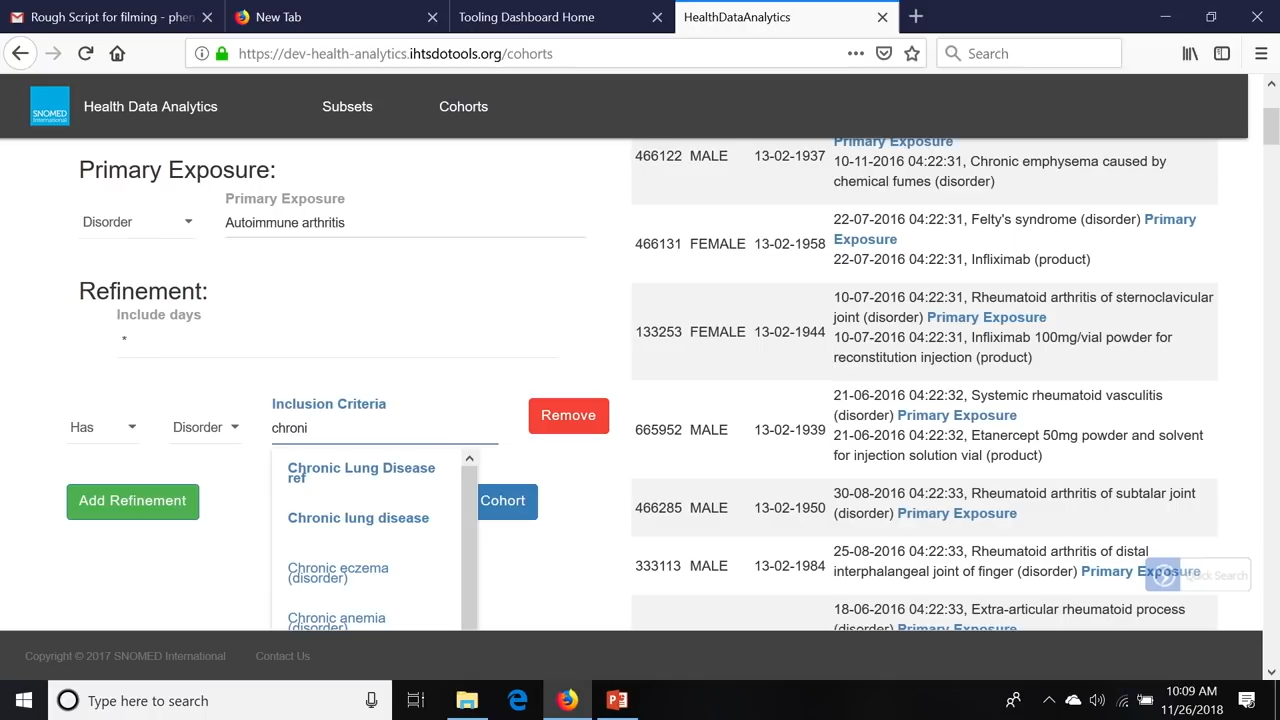 Rough Script for filming - phen
New Tab
Tooling Dashboard Home
HealthDataAnalytics
https://dev-health-analytics.ihtsdotools.org/cohorts
Search
SNOMED
International
Health Data Analytics
Subsets
Cohorts
Primary Exposure:
Primary Exposure
Disorder
Autoimmune arthritis
Refinement:
Include days
*
Has
Disorder
Inclusion Criteria
chroni
Remove
Chronic Lung Disease
ref
Chronic lung disease
Chronic eczema
(disorder)
Chronic anemia
(disorder)
Add Refinement
Cohort
Primary Exposure
466122 MALE 13-02-1937
10-11-2016 04:22:31, Chronic emphysema caused by
chemical fumes (disorder)
466131 FEMALE 13-02-1958
22-07-2016 04:22:31, Felty's syndrome (disorder) Primary
Exposure
22-07-2016 04:22:31, Infliximab (product)
133253 FEMALE 13-02-1944
10-07-2016 04:22:31, Rheumatoid arthritis of sternoclavicular
joint (disorder) Primary Exposure
10-07-2016 04:22:31, Infliximab 100mg/vial powder for
reconstitution injection (product)
665952 MALE 13-02-1939
21-06-2016 04:22:32, Systemic rheumatoid vasculitis
(disorder) Primary Exposure
21-06-2016 04:22:32, Etanercept 50mg powder and solvent
for injection solution vial (product)
466285 MALE 13-02-1950
30-08-2016 04:22:33, Rheumatoid arthritis of subtalar joint
(disorder) Primary Exposure
333113 MALE 13-02-1984
25-08-2016 04:22:33, Rheumatoid arthritis of distal
interphalangeal joint of finger (disorder) Primary Exposure
Quick Search
18-06-2016 04:22:33, Extra-articular rheumatoid process
(disorder) Primary Exposure
Copyright © 2017 SNOMED International
Contact Us
Type here to search
10:09 AM
11/26/2018